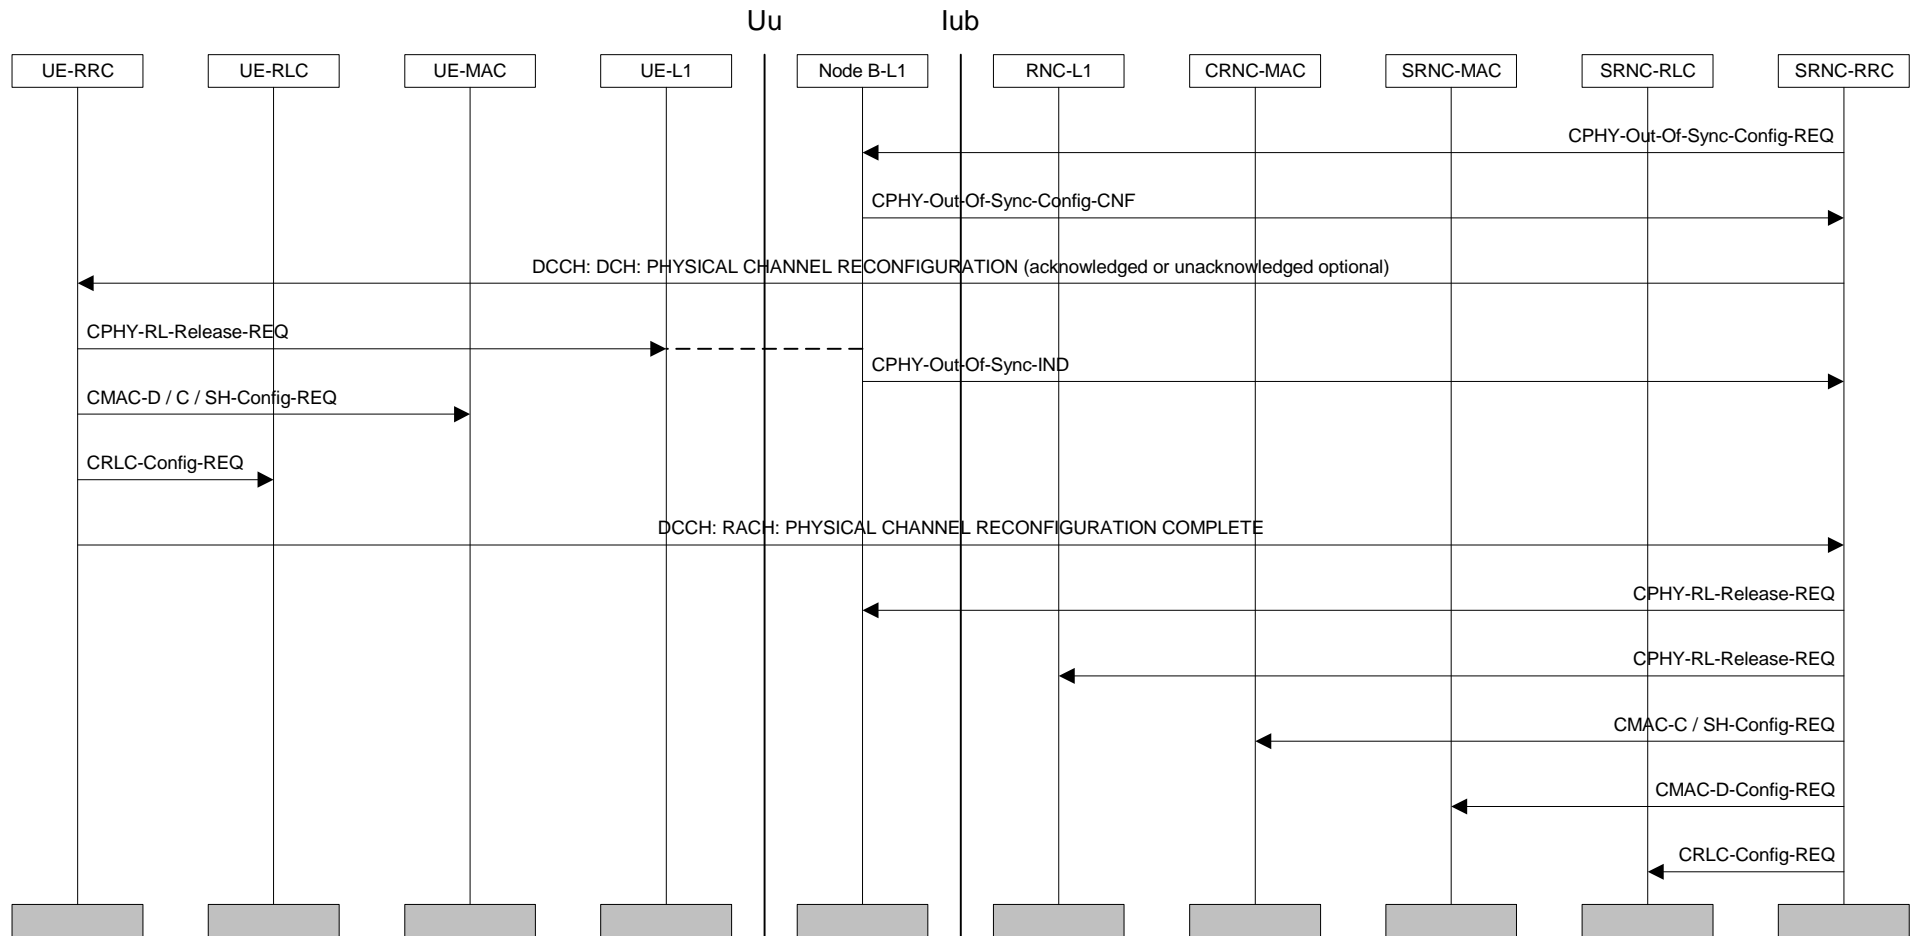 Uu
Iub
UE-RRC
UE-RLC
UE-MAC
UE-L1
Node B-L1
RNC-L1
CRNC-MAC
SRNC-MAC
SRNC-RLC
SRNC-RRC
CPHY-Out-Of-Sync-Config-REQ
CPHY-Out-Of-Sync-Config-CNF
DCCH: DCH: PHYSICAL CHANNEL RECONFIGURATION (acknowledged or unacknowledged optional)
CPHY-RL-Release-REQ
CPHY-Out-Of-Sync-IND
CMAC-D / C / SH-Config-REQ
CRLC-Config-REQ
DCCH: RACH: PHYSICAL CHANNEL RECONFIGURATION COMPLETE
CPHY-RL-Release-REQ
CPHY-RL-Release-REQ
CMAC-C / SH-Config-REQ
CMAC-D-Config-REQ
CRLC-Config-REQ